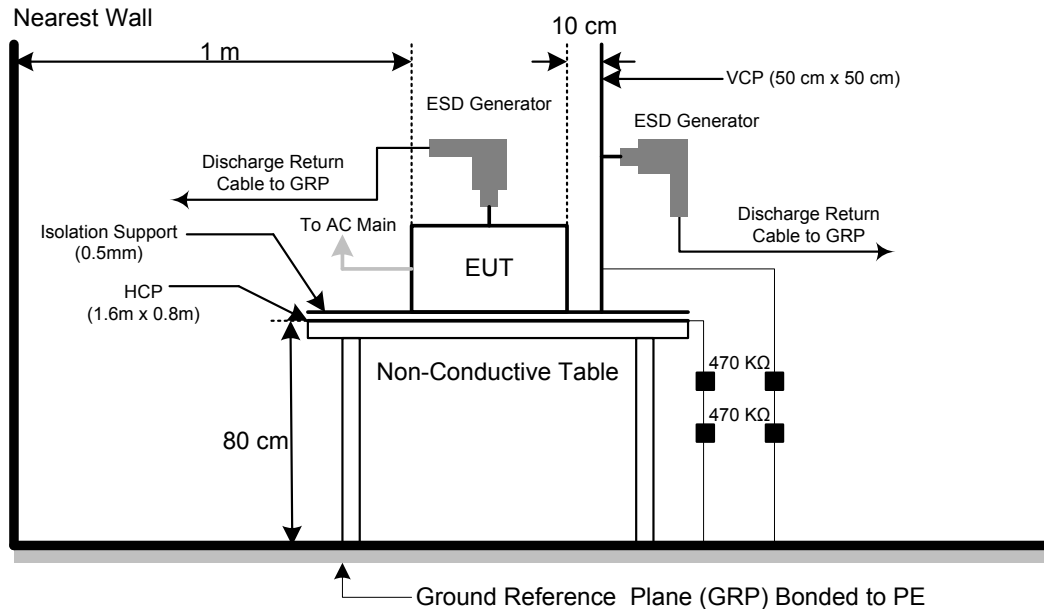 Nearest Wall
10 cm
1 m
VCP (50 cm x 50 cm)
ESD Generator
ESD Generator
Discharge Return
Cable to GRP
To AC Main
Discharge Return
Cable to GRP
Isolation Support
(0.5mm)
EUT
HCP
(1.6m x 0.8m)
470 KΩ
Non-Conductive Table
470 KΩ
80 cm
Ground Reference Plane (GRP) Bonded to PE